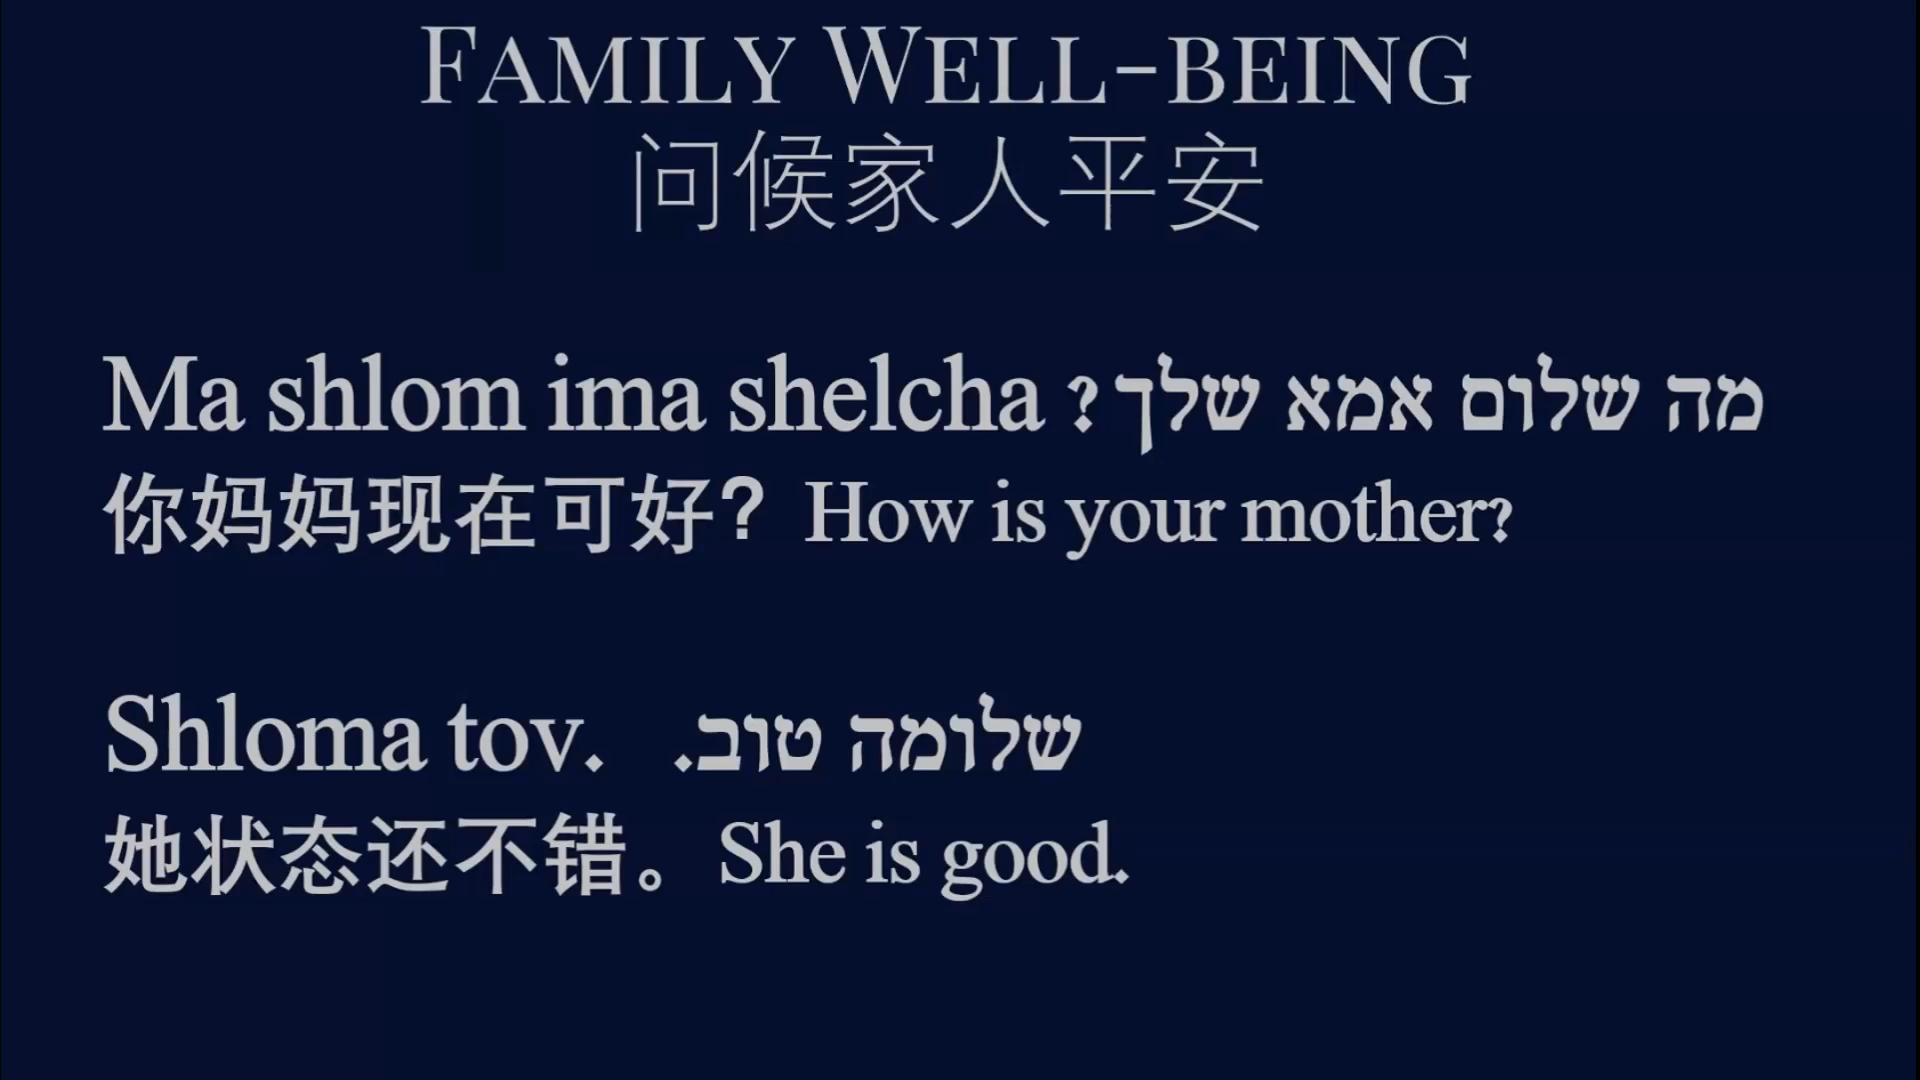 FAMILY WELL-BEING
问候家人平安
Ma shlom ima shelcha מה שלום אמא שלך?
你妈妈现在可好？ How is your mother?
Shloma tov. שלומה טוב.
她状态还不错。 She is good.